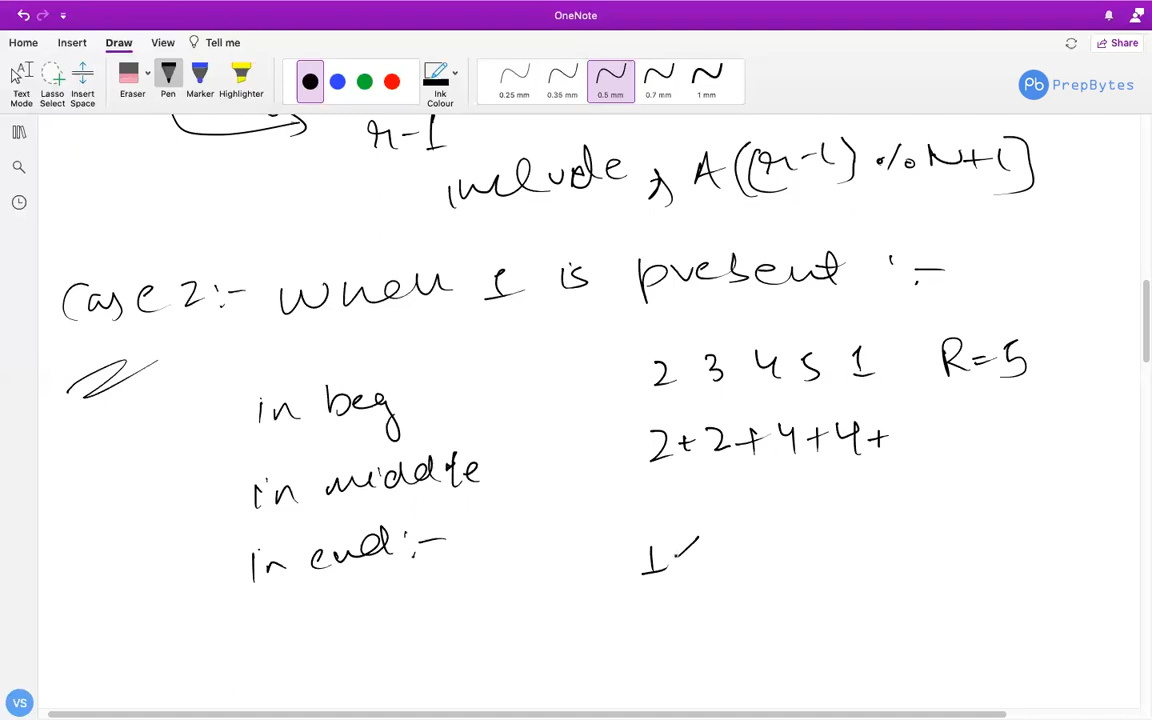 OneNote
Home Insert Draw View Tell me Share
Text Mode Lasso Select Insert Space Eraser Pen Marker Highlighter Ink Colour 0.25 mm 0.35 mm 0.5 mm 0.7 mm 1 mm Pb PrepBytes
r-1
include A[(r-1) % N+1]
Case 2:- When 1 is present :-
2 3 4 5 1 R=5
in beg
2+2+4+4+
in middle
in end:-
1
VS